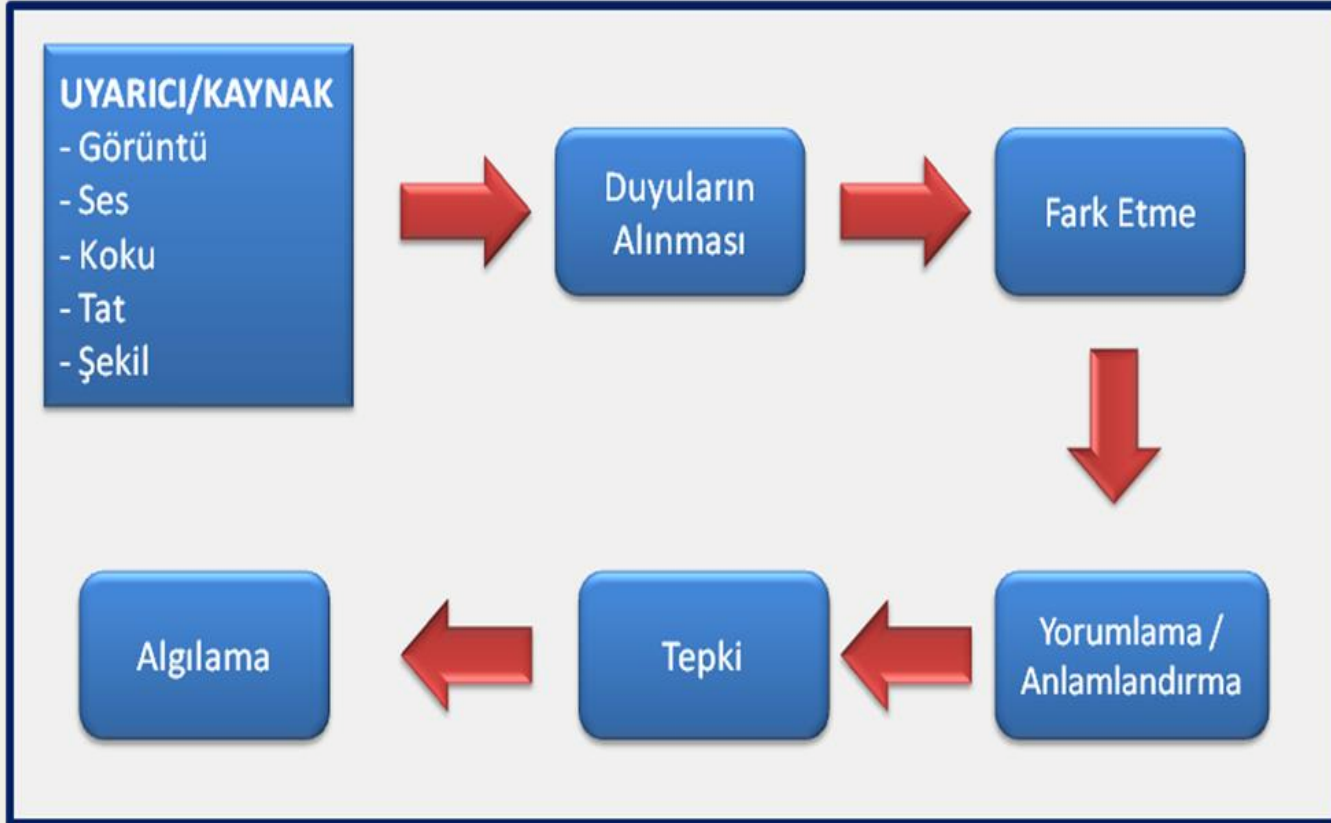 UYARICI/KAYNAK
- Görüntü
- Ses
- Koku
- Tat
- Şekil
Duyuların
Alınması
Fark Etme
Yorumlama /
Anlamlandırma
Tepki
Algılama